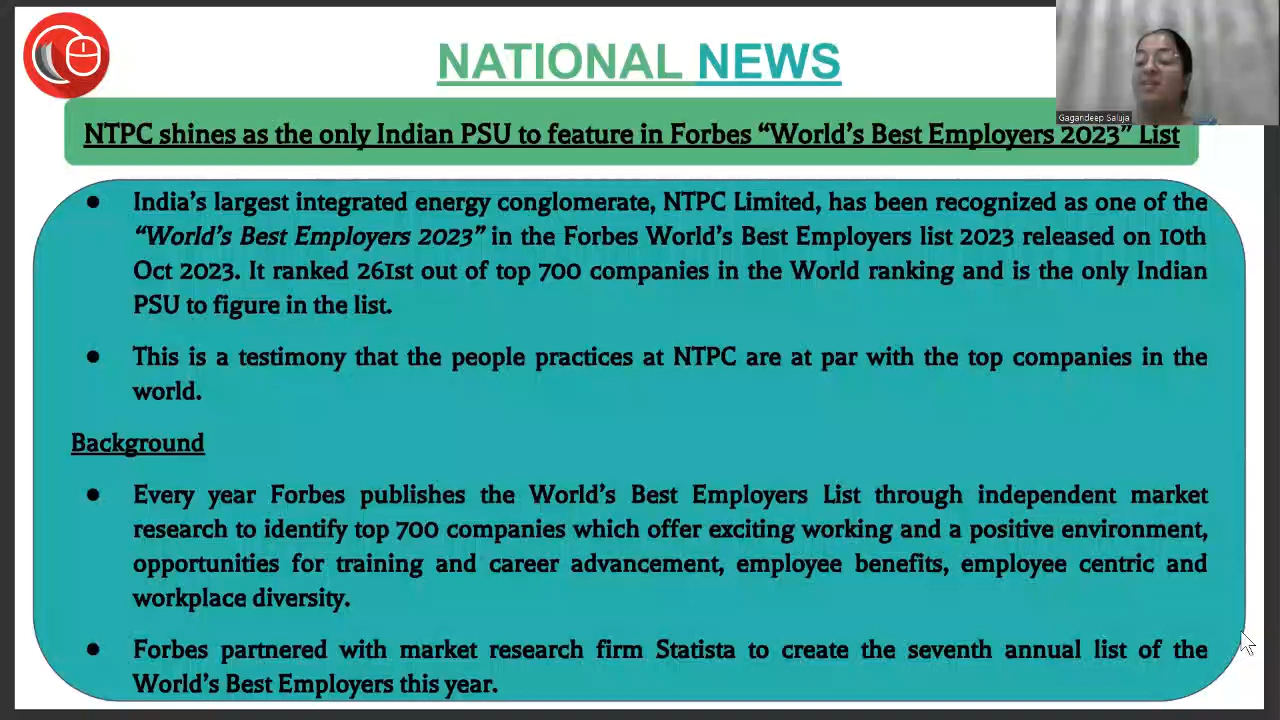 NATIONAL NEWS
Gagandeep Saluja
NTPC shines as the only Indian PSU to feature in Forbes “World’s Best Employers 2023” List
● India’s largest integrated energy conglomerate, NTPC Limited, has been recognized as one of the
“World’s Best Employers 2023” in the Forbes World’s Best Employers list 2023 released on 10th
Oct 2023. It ranked 261st out of top 700 companies in the World ranking and is the only Indian
PSU to figure in the list.
● This is a testimony that the people practices at NTPC are at par with the top companies in the
world.
Background
● Every year Forbes publishes the World’s Best Employers List through independent market
research to identify top 700 companies which offer exciting working and a positive environment,
opportunities for training and career advancement, employee benefits, employee centric and
workplace diversity.
● Forbes partnered with market research firm Statista to create the seventh annual list of the
World’s Best Employers this year.